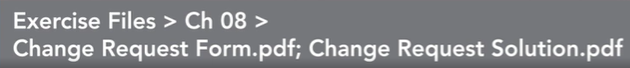 Exercise Files > Ch 08 >
Change Request Form.pdf; Change Request Solution.pdf